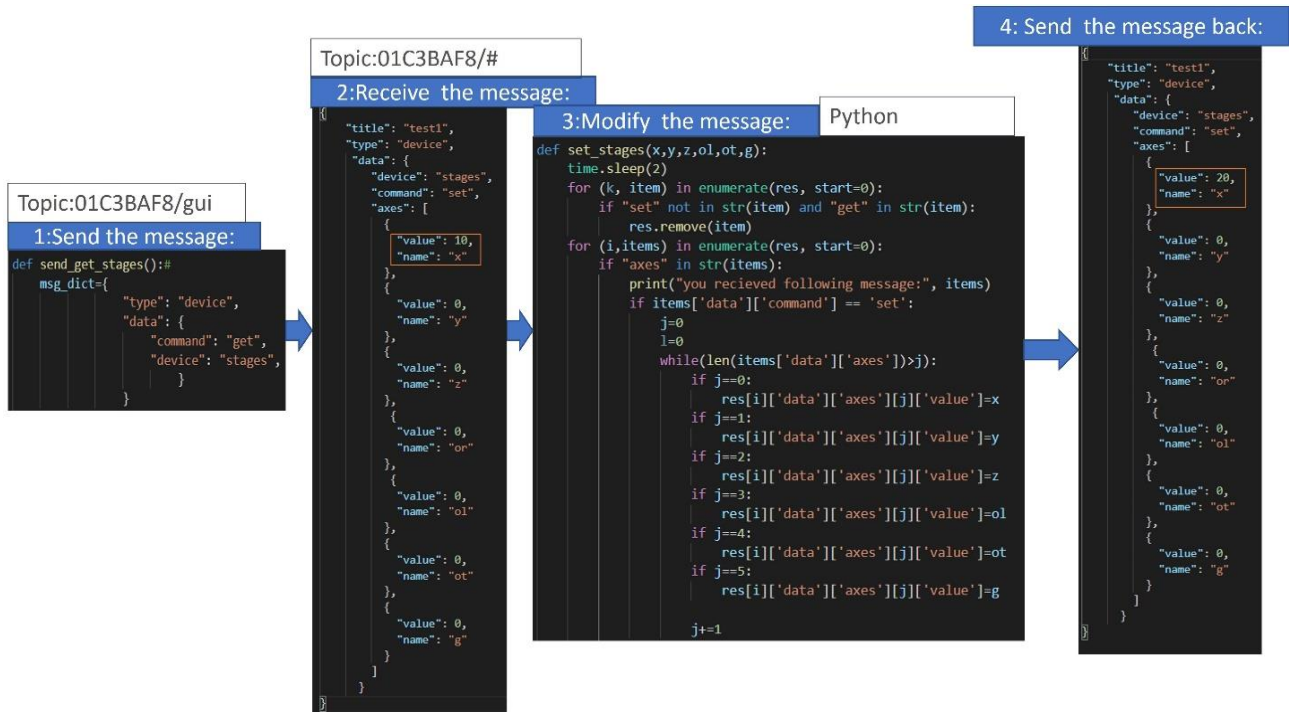 Topic:01C3BAF8/gui
1:Send the message:
def send_get_stages():#
msg_dict={
"type": "device",
"data": {
"command": "get",
"device": "stages",
}
}
Topic:01C3BAF8/#
2:Receive the message:
{
"title": "test1",
"type": "device",
"data": {
"device": "stages",
"command": "set",
"axes": [
{
"value": 10,
"name": "x"
},
{
"value": 0,
"name": "y"
},
{
"value": 0,
"name": "z"
},
{
"value": 0,
"name": "or"
},
{
"value": 0,
"name": "ol"
},
{
"value": 0,
"name": "ot"
},
{
"value": 0,
"name": "g"
}
]
}
}
3:Modify the message:
Python
def set_stages(x,y,z,ol,ot,g):
time.sleep(2)
for (k, item) in enumerate(res, start=0):
if "set" not in str(item) and "get" in str(item):
res.remove(item)
for (i,items) in enumerate(res, start=0):
if "axes" in str(items):
print("you recieved following message:", items)
if items['data']['command'] == 'set':
j=0
l=0
while(len(items['data']['axes'])>j):
if j==0:
res[i]['data']['axes'][j]['value']=x
if j==1:
res[i]['data']['axes'][j]['value']=y
if j==2:
res[i]['data']['axes'][j]['value']=z
if j==3:
res[i]['data']['axes'][j]['value']=ol
if j==4:
res[i]['data']['axes'][j]['value']=ot
if j==5:
res[i]['data']['axes'][j]['value']=g
j+=1
4: Send the message back:
{
"title": "test1",
"type": "device",
"data": {
"device": "stages",
"command": "set",
"axes": [
{
"value": 20,
"name": "x"
},
{
"value": 0,
"name": "y"
},
{
"value": 0,
"name": "z"
},
{
"value": 0,
"name": "or"
},
{
"value": 0,
"name": "ol"
},
{
"value": 0,
"name": "ot"
},
{
"value": 0,
"name": "g"
}
]
}
}